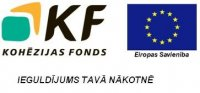 KF
KOHĒZIJAS FONDS
Eiropas Savienība
IEGULDĪJUMS TAVĀ NĀKOTNĒ